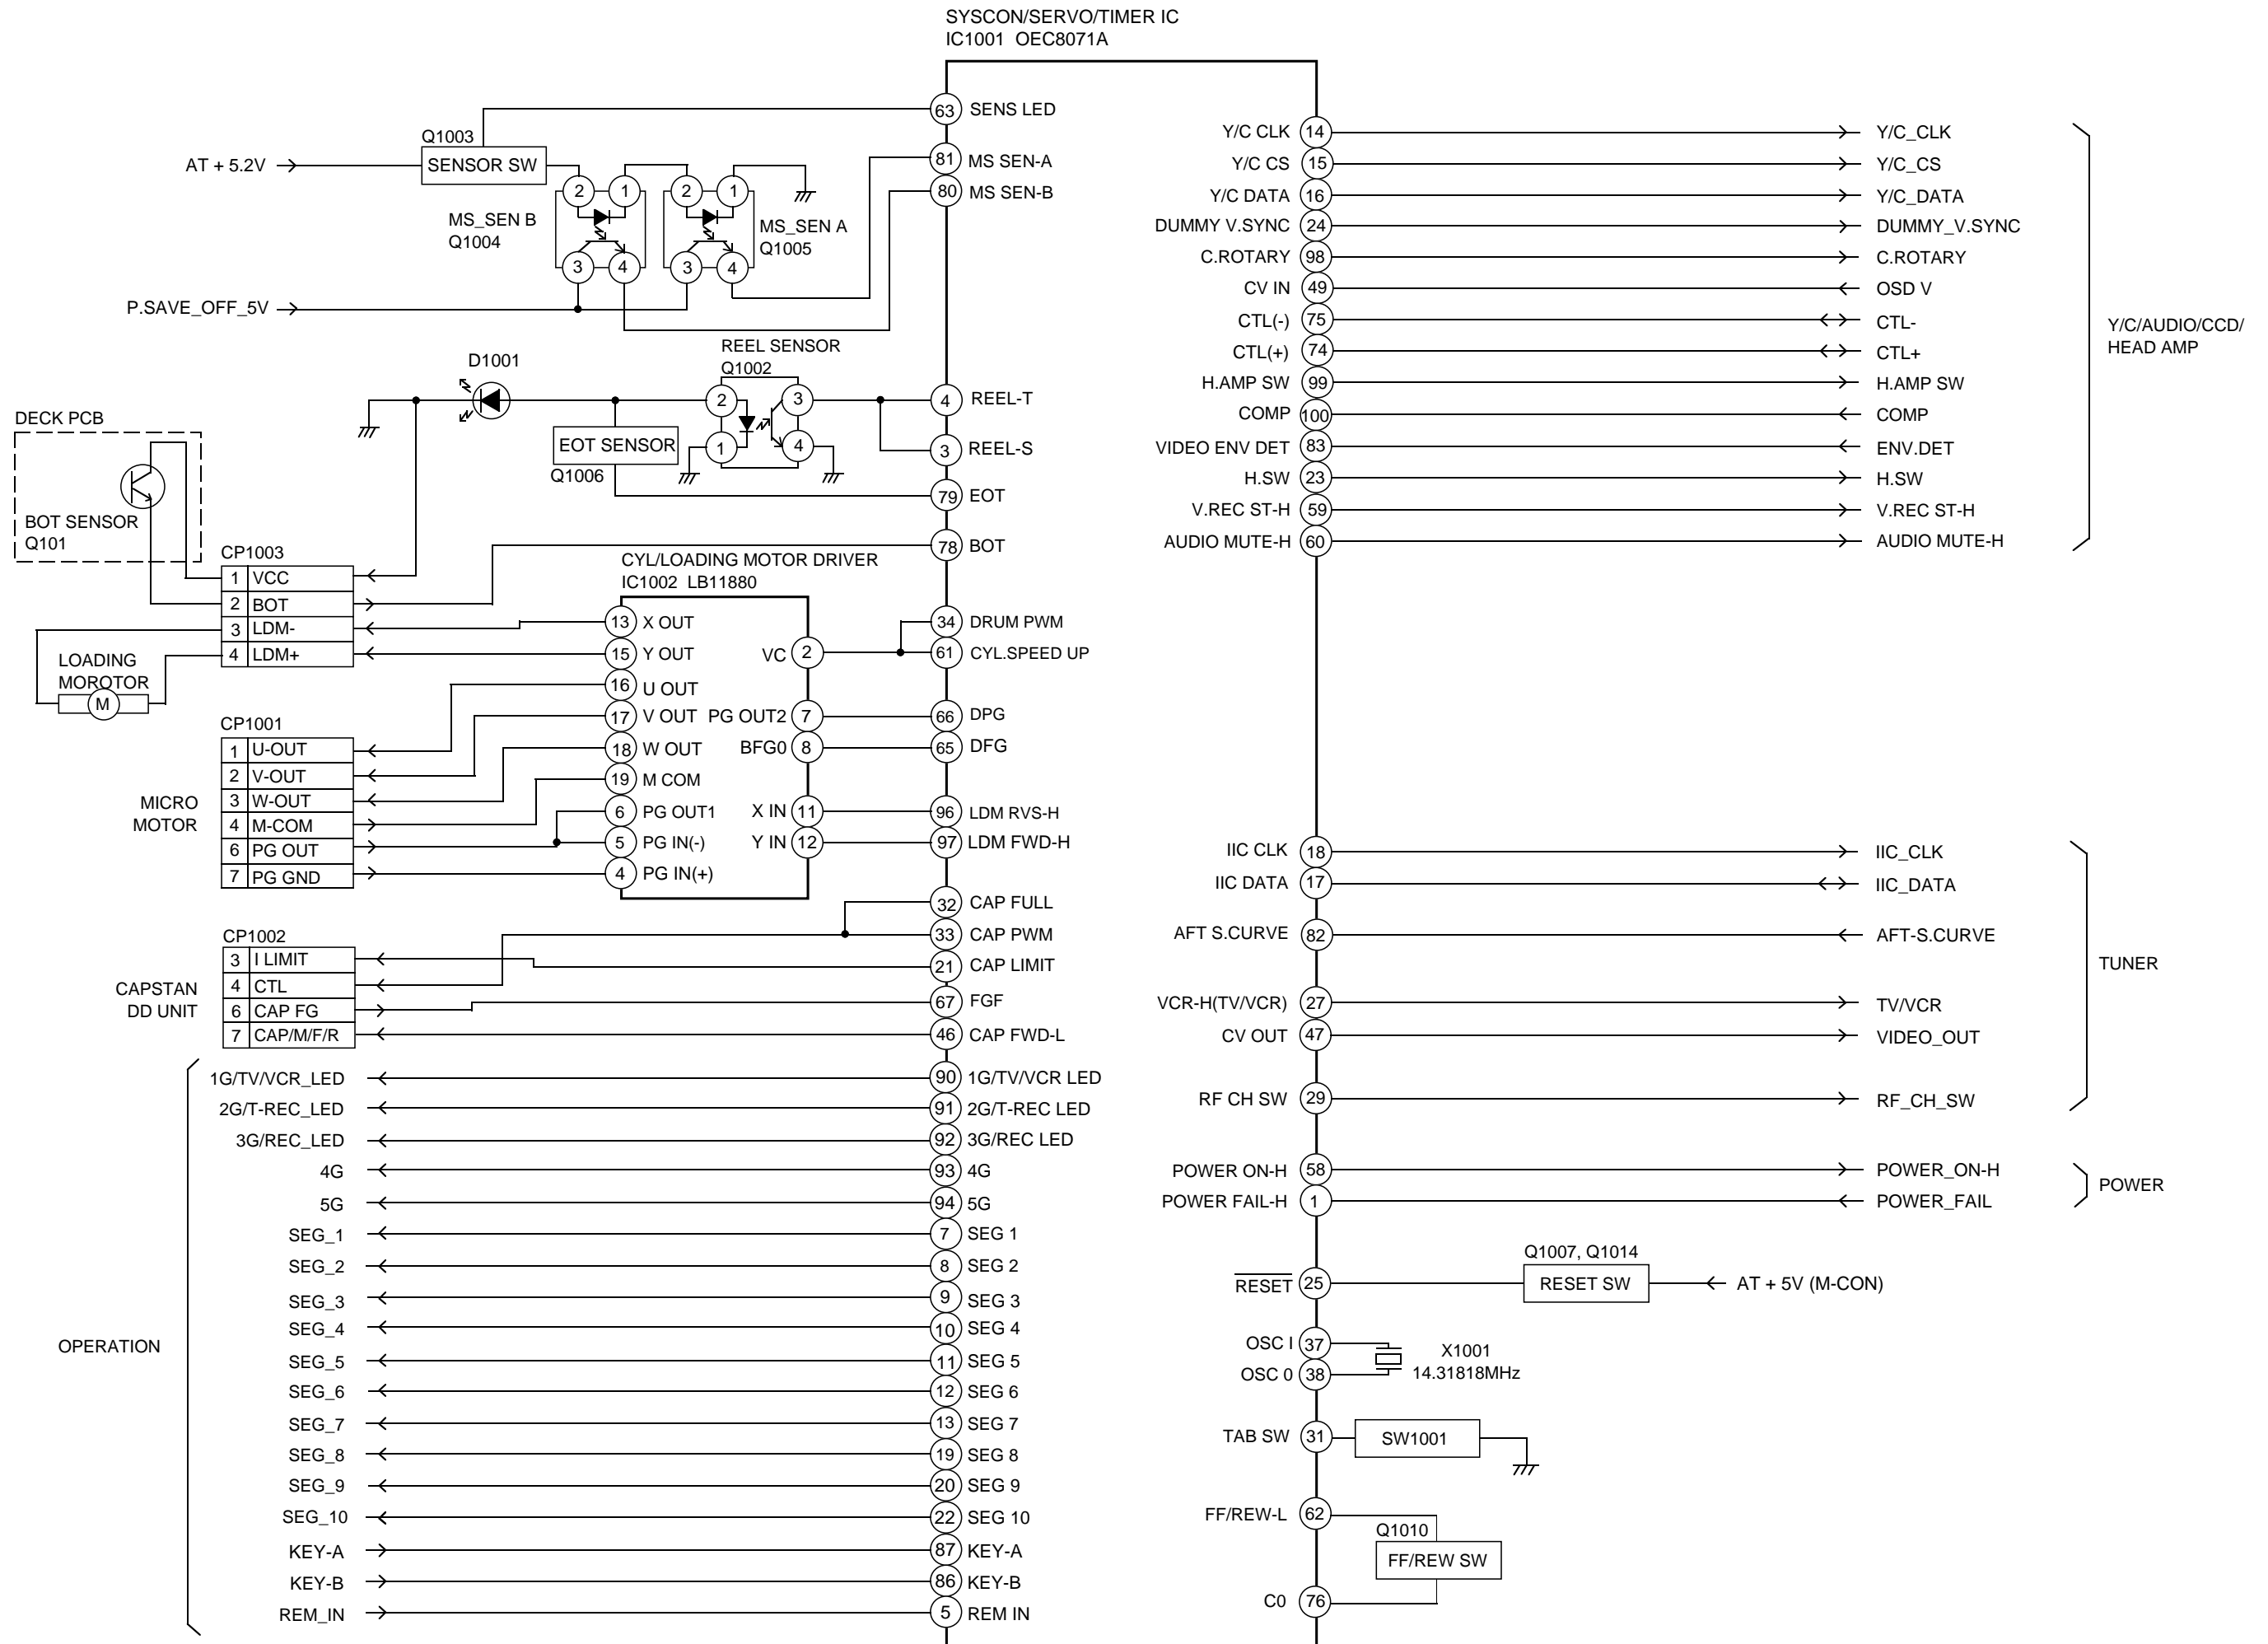 SYSCON/SERVO/TIMER IC
IC1001 OEC8071A
63 SENS LED
Q1003
AT + 5.2V
SENSOR SW
81 MS SEN-A
80 MS SEN-B
2
1
2
1
MS_SEN B
Q1004
MS_SEN A
Q1005
3
4
3
4
P.SAVE_OFF_5V
D1001
REEL SENSOR
Q1002
2
3
1
4
4 REEL-T
3 REEL-S
EOT SENSOR
Q1006
79 EOT
78 BOT
DECK PCB
BOT SENSOR
Q101
CP1003
1 VCC
2 BOT
3 LDM-
4 LDM+
LOADING
MOROTOR
M
CYL/LOADING MOTOR DRIVER
IC1002 LB11880
13 X OUT
15 Y OUT
16 U OUT
17 V OUT
18 W OUT
19 M COM
6 PG OUT1
5 PG IN(-)
4 PG IN(+)
VC 2
PG OUT2 7
BFG0 8
X IN 11
Y IN 12
34 DRUM PWM
61 CYL.SPEED UP
66 DPG
65 DFG
96 LDM RVS-H
97 LDM FWD-H
CP1001
MICRO
MOTOR
1 U-OUT
2 V-OUT
3 W-OUT
4 M-COM
6 PG OUT
7 PG GND
32 CAP FULL
33 CAP PWM
21 CAP LIMIT
67 FGF
46 CAP FWD-L
CP1002
CAPSTAN
DD UNIT
3 I LIMIT
4 CTL
6 CAP FG
7 CAP/M/F/R
OPERATION
1G/TV/VCR_LED 90 1G/TV/VCR LED
2G/T-REC_LED 91 2G/T-REC LED
3G/REC_LED 92 3G/REC LED
4G 93 4G
5G 94 5G
SEG_1 7 SEG 1
SEG_2 8 SEG 2
SEG_3 9 SEG 3
SEG_4 10 SEG 4
SEG_5 11 SEG 5
SEG_6 12 SEG 6
SEG_7 13 SEG 7
SEG_8 19 SEG 8
SEG_9 20 SEG 9
SEG_10 22 SEG 10
KEY-A 87 KEY-A
KEY-B 86 KEY-B
REM_IN 5 REM IN
Y/C CLK 14 Y/C_CLK
Y/C CS 15 Y/C_CS
Y/C DATA 16 Y/C_DATA
DUMMY V.SYNC 24 DUMMY_V.SYNC
C.ROTARY 98 C.ROTARY
CV IN 49 OSD V
CTL(-) 75 CTL-
CTL(+) 74 CTL+
H.AMP SW 99 H.AMP SW
COMP 100 COMP
VIDEO ENV DET 83 ENV.DET
H.SW 23 H.SW
V.REC ST-H 59 V.REC ST-H
AUDIO MUTE-H 60 AUDIO MUTE-H
Y/C/AUDIO/CCD/
HEAD AMP
IIC CLK 18 IIC_CLK
IIC DATA 17 IIC_DATA
AFT S.CURVE 82 AFT-S.CURVE
VCR-H(TV/VCR) 27 TV/VCR
CV OUT 47 VIDEO_OUT
RF CH SW 29 RF_CH_SW
TUNER
POWER ON-H 58 POWER_ON-H
POWER FAIL-H 1 POWER_FAIL
POWER
Q1007, Q1014
RESET 25 RESET SW AT + 5V (M-CON)
OSC I 37
OSC 0 38
X1001
14.31818MHz
TAB SW 31 SW1001
FF/REW-L 62
Q1010
FF/REW SW
C0 76